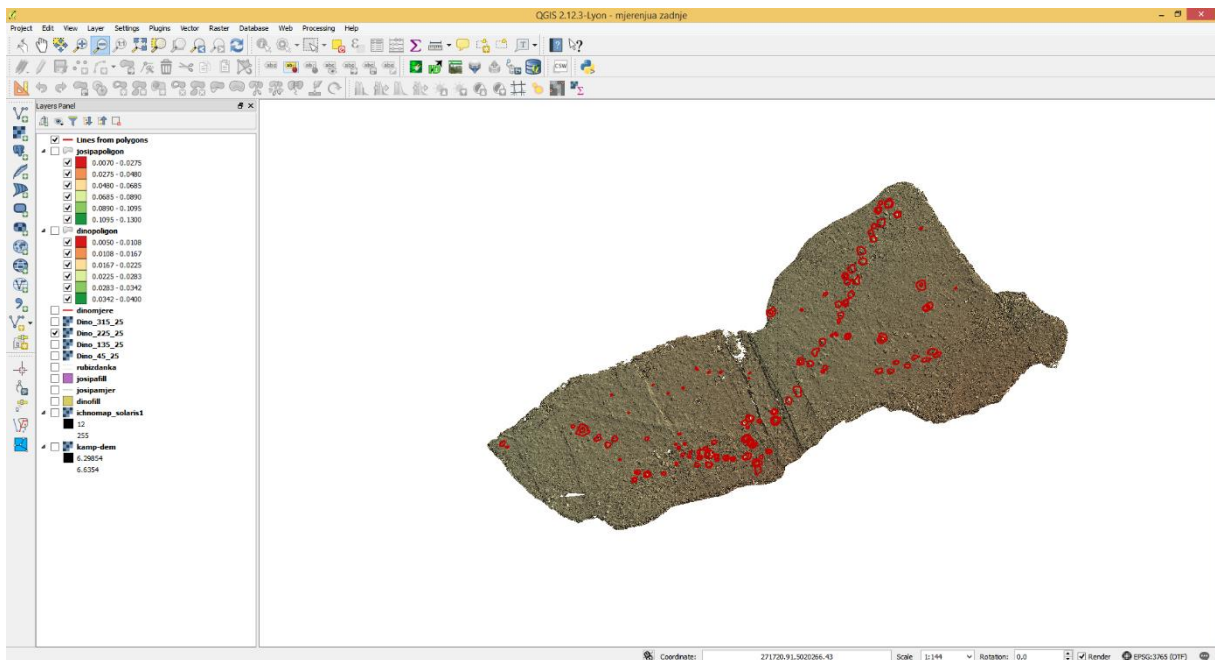 QGIS 2.12.3-Lyon - mjerenjua zadnje
Project Edit View Layer Settings Plugins Vector Raster Database Web Processing Help
Layers Panel
Lines from polygons
josipapoligon
0.0070 - 0.0275
0.0275 - 0.0480
0.0480 - 0.0685
0.0685 - 0.0890
0.0890 - 0.1095
0.1095 - 0.1300
dinopoligon
0.0050 - 0.0108
0.0108 - 0.0167
0.0167 - 0.0225
0.0225 - 0.0283
0.0283 - 0.0342
0.0342 - 0.0400
dinomjere
Dino_315_25
Dino_225_25
Dino_135_25
Dino_45_25
rubizdanka
josipafill
josipamjer
dinofill
ichnomap_solaris1
12
255
kamp-dem
6.29854
6.6354
Coordinate: 271720.91,5020266.43 Scale 1:144 Rotation: 0.0 Render EPSG:3765 (OTF)